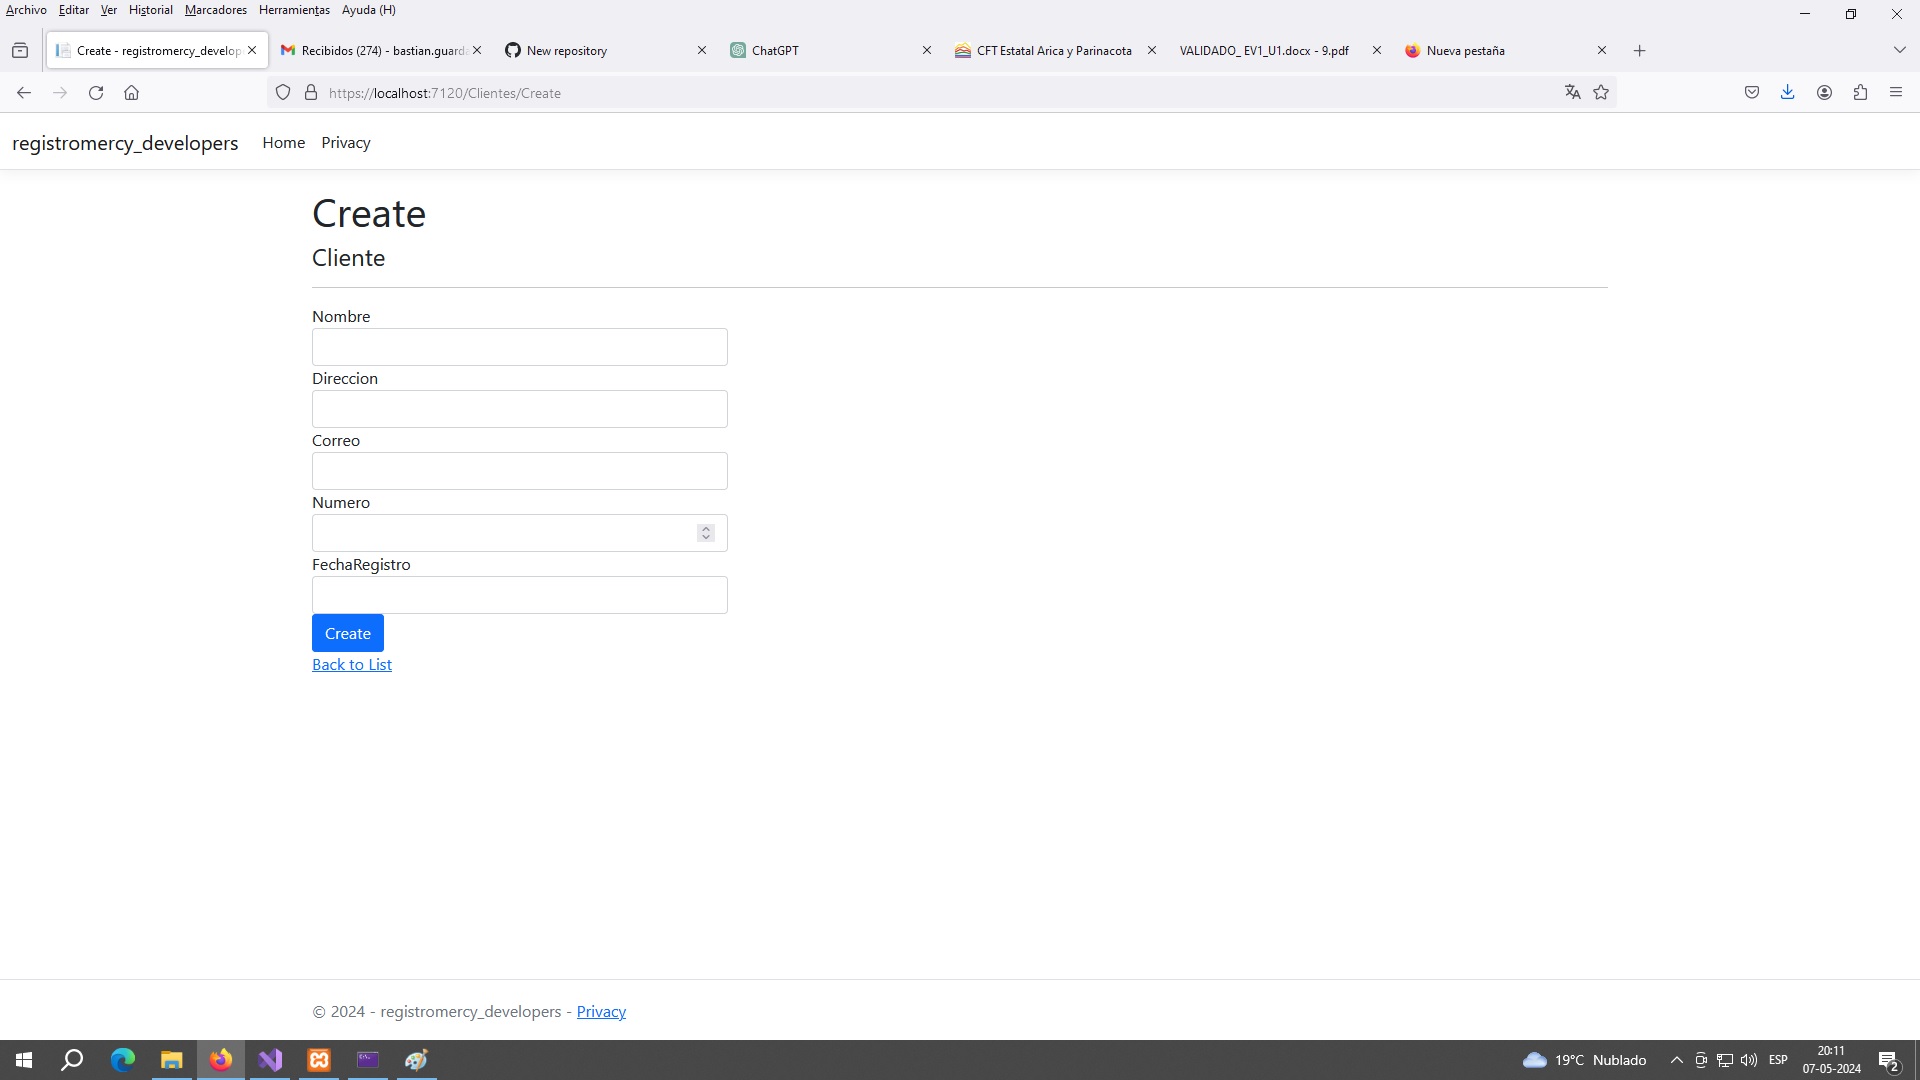 Archivo Editar Ver Historial Marcadores Herramientas Ayuda (H)
Create - registromercy_develop
Recibidos (274) - bastian.guard
New repository
ChatGPT
CFT Estatal Arica y Parinacota
VALIDADO_ EV1_U1.docx - 9.pdf
Nueva pestaña
https://localhost:7120/Clientes/Create
registromercy_developers Home Privacy
Create
Cliente
Nombre
Direccion
Correo
Numero
FechaRegistro
Create
Back to List
© 2024 - registromercy_developers - Privacy
19°C Nublado
ESP
20:11
07-05-2024
2